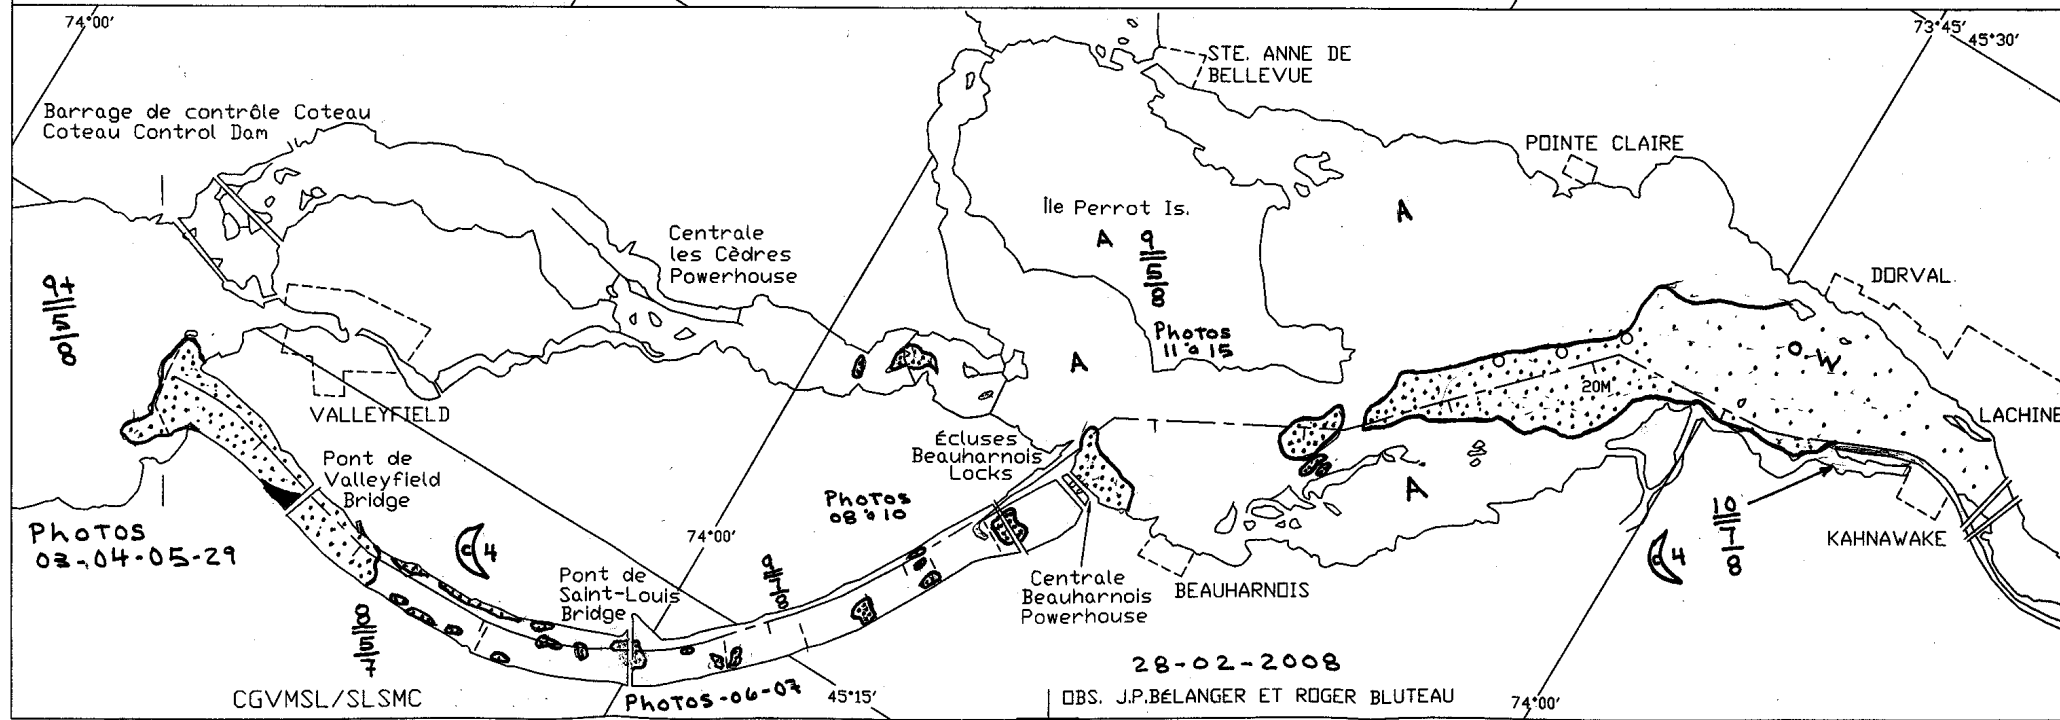 74°00'
73°45'
45°30'
STE. ANNE DE
BELLEVUE
Barrage de contrôle Coteau
Coteau Control Dam
POINTE CLAIRE
Île Perrot Is.
A
A
9
5
8
Centrale
les Cèdres
Powerhouse
DORVAL
9+
5
8
Photos
11 à 15
A
O.W
20M
VALLEYFIELD
LACHINE
Écluses
Beauharnois
Locks
Pont de
Valleyfield
Bridge
Photos
08 à 10
A
Photos
03-04-05-29
C 4
74°00'
10
7
8
KAHNAWAKE
C 4
Pont de
Saint-Louis
Bridge
9
7
8
Centrale
Beauharnois
Powerhouse
BEAUHARNOIS
8
5
7
28-02-2008
CGVMSL/SLSMC
Photos-06-07
45°15'
OBS. J.P.BÉLANGER ET ROGER BLUTEAU
74°00'